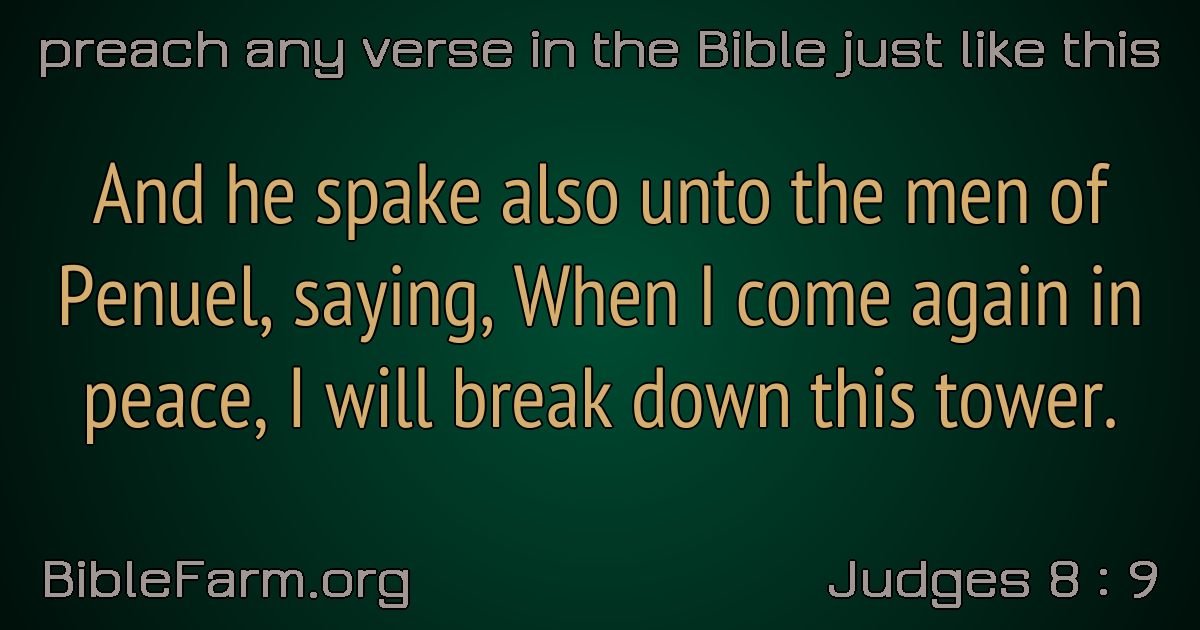 preach any verse in the Bible just like this
And he spake also unto the men of
Penuel, saying, When I come again in
peace, I will break down this tower.
BibleFarm.org
Judges 8 : 9